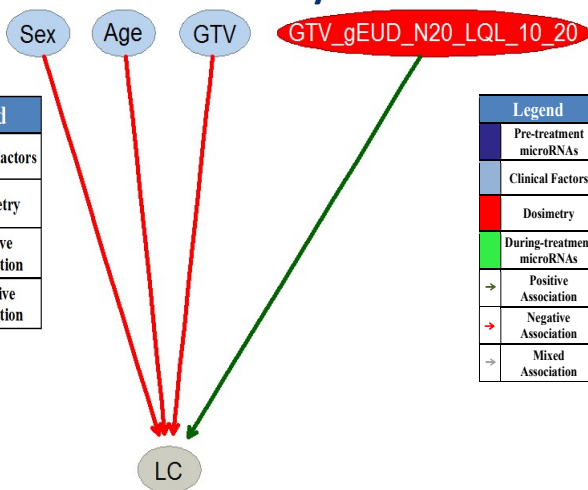 Sex
Age
GTV
GTV_gEUD_N20_LQL_10_20
Legend
Pre-treatment
microRNAs
Clinical Factors
Dosimetry
During-treatmen
microRNAs
Positive
Association
Negative
Association
Mixed
Association
LC